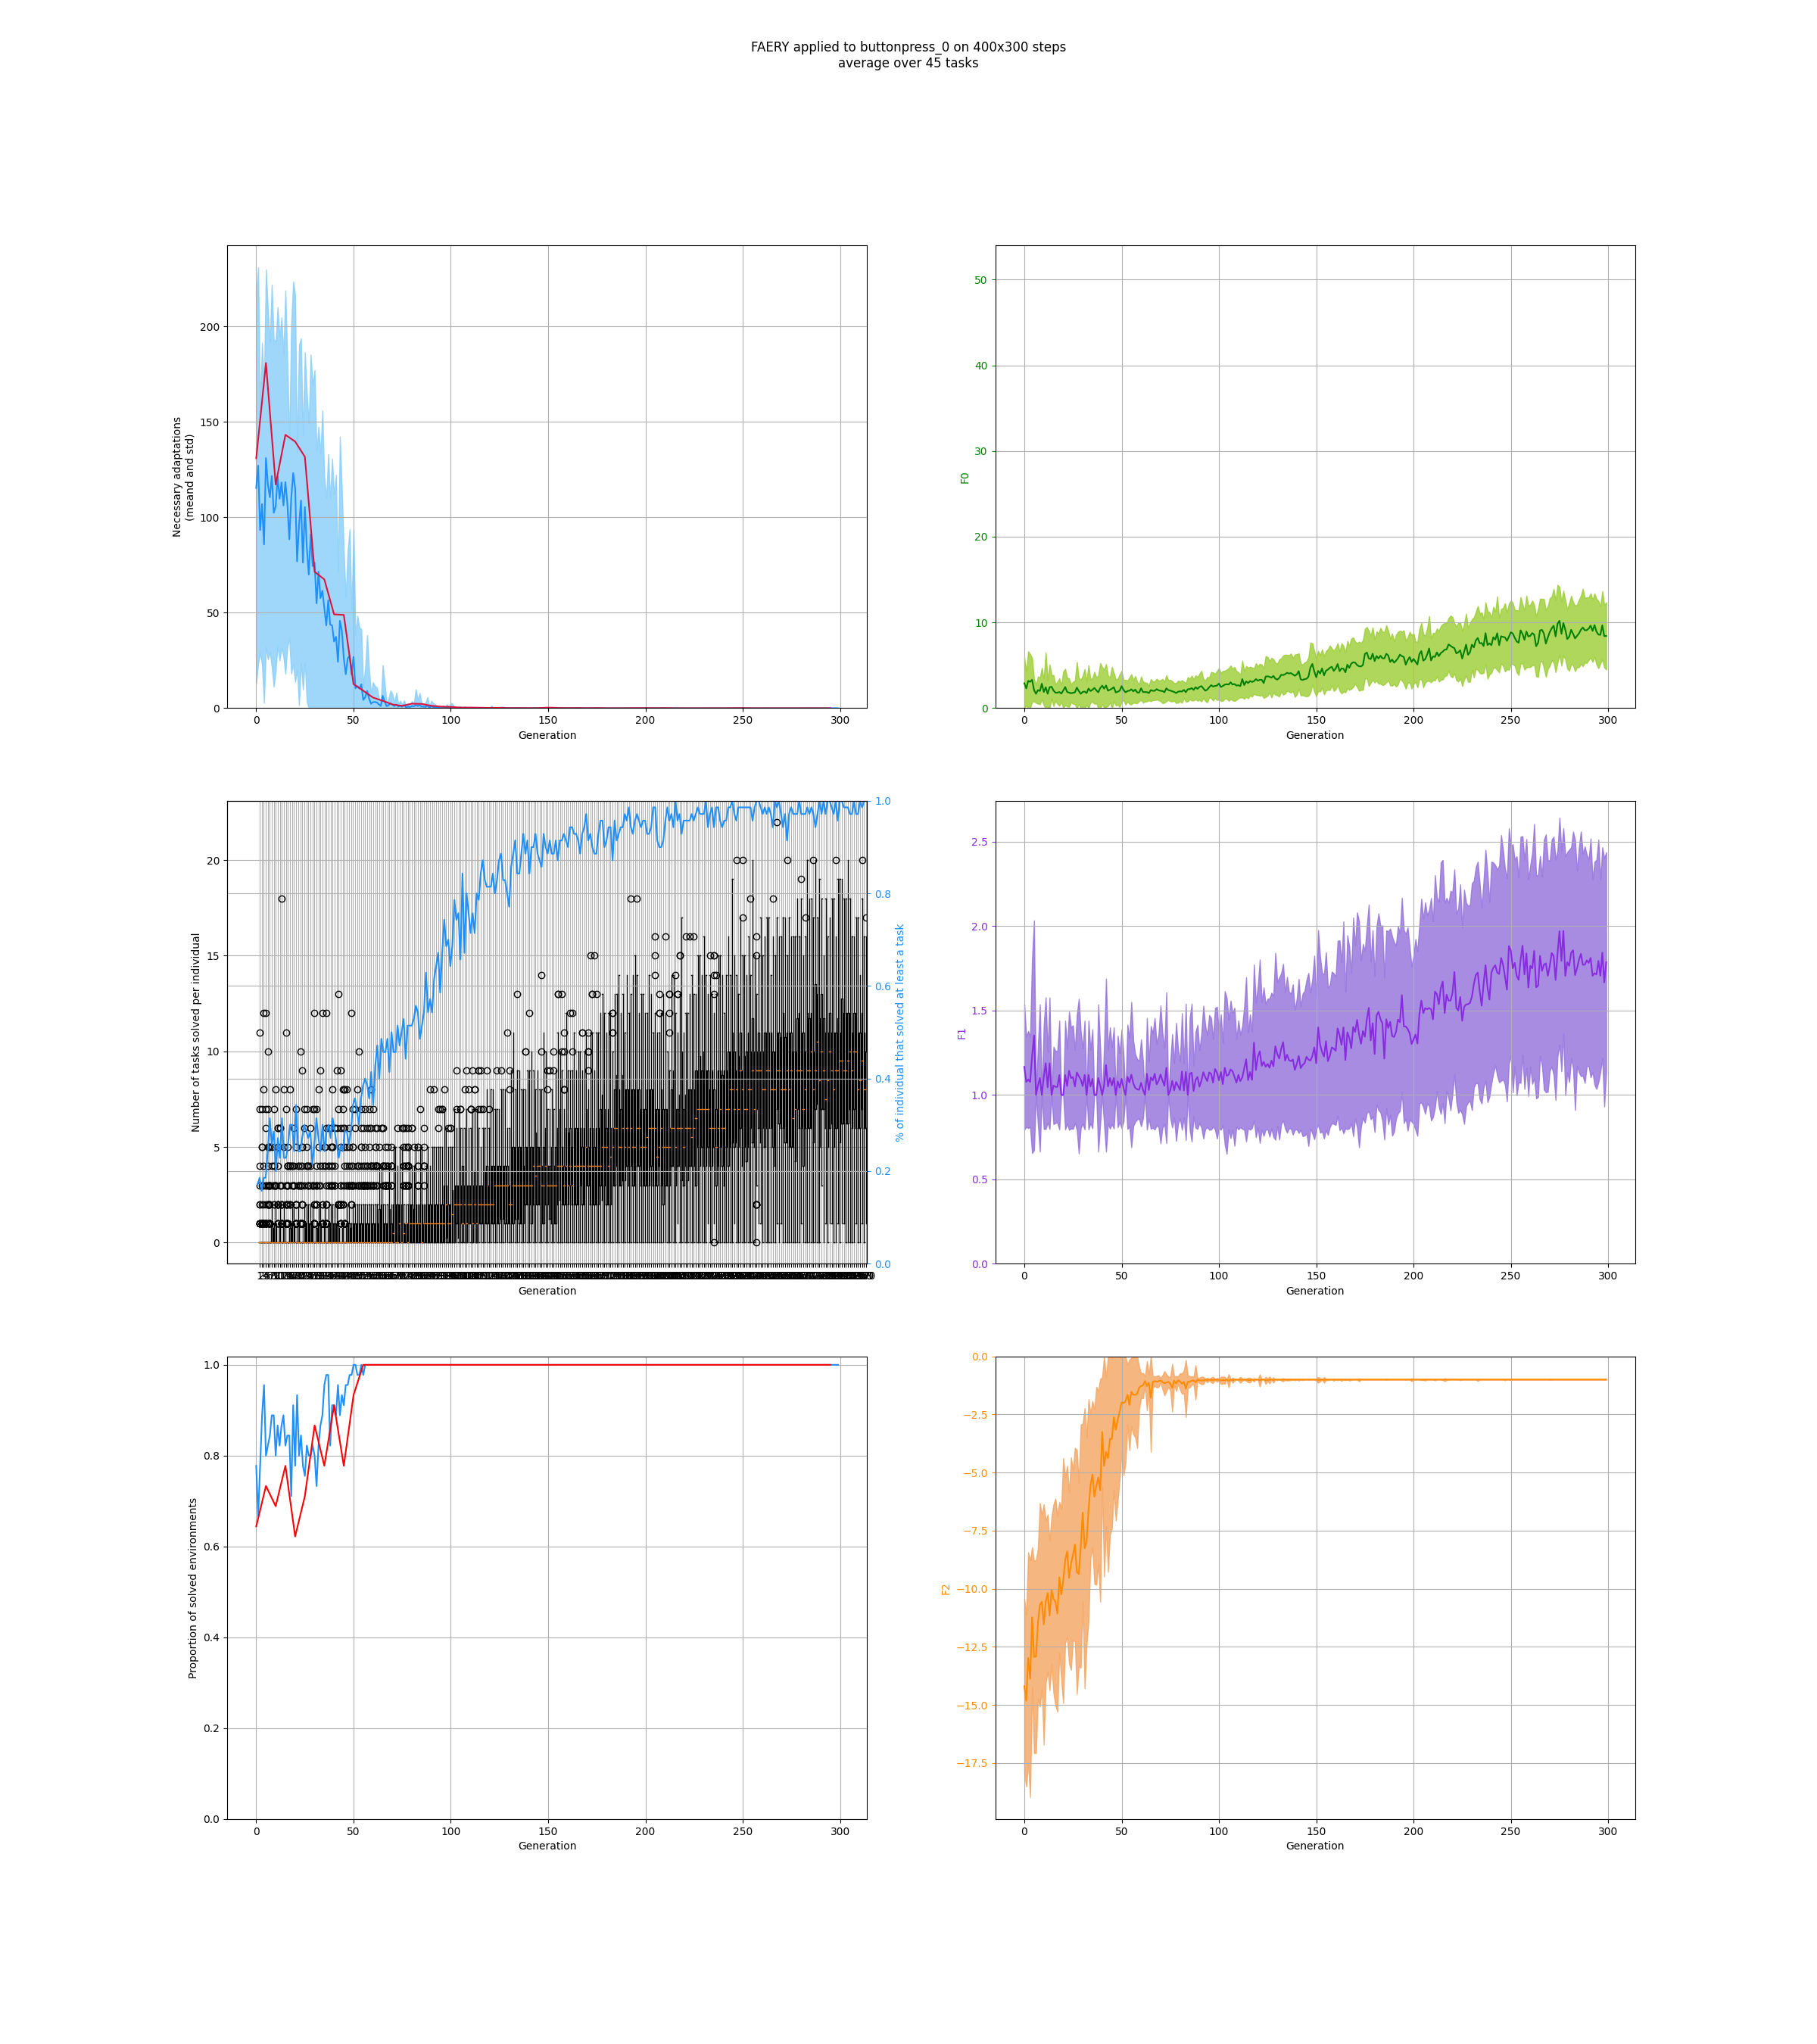 FAERY applied to buttonpress_0 on 400x300 steps
average over 45 tasks
Necessary adaptations
(meand and std)
200
150
100
50
0
0 50 100 150 200 250 300
Generation
F0
50
40
30
20
10
0
0 50 100 150 200 250 300
Generation
Number of tasks solved per individual
20
15
10
5
0
1.0
0.8
0.6
0.4
0.2
0.0
% of individual that solved at least a task
Generation
F1
2.5
2.0
1.5
1.0
0.5
0.0
0 50 100 150 200 250 300
Generation
Proportion of solved environments
1.0
0.8
0.6
0.4
0.2
0.0
0 50 100 150 200 250 300
Generation
F2
0.0
−2.5
−5.0
−7.5
−10.0
−12.5
−15.0
−17.5
0 50 100 150 200 250 300
Generation